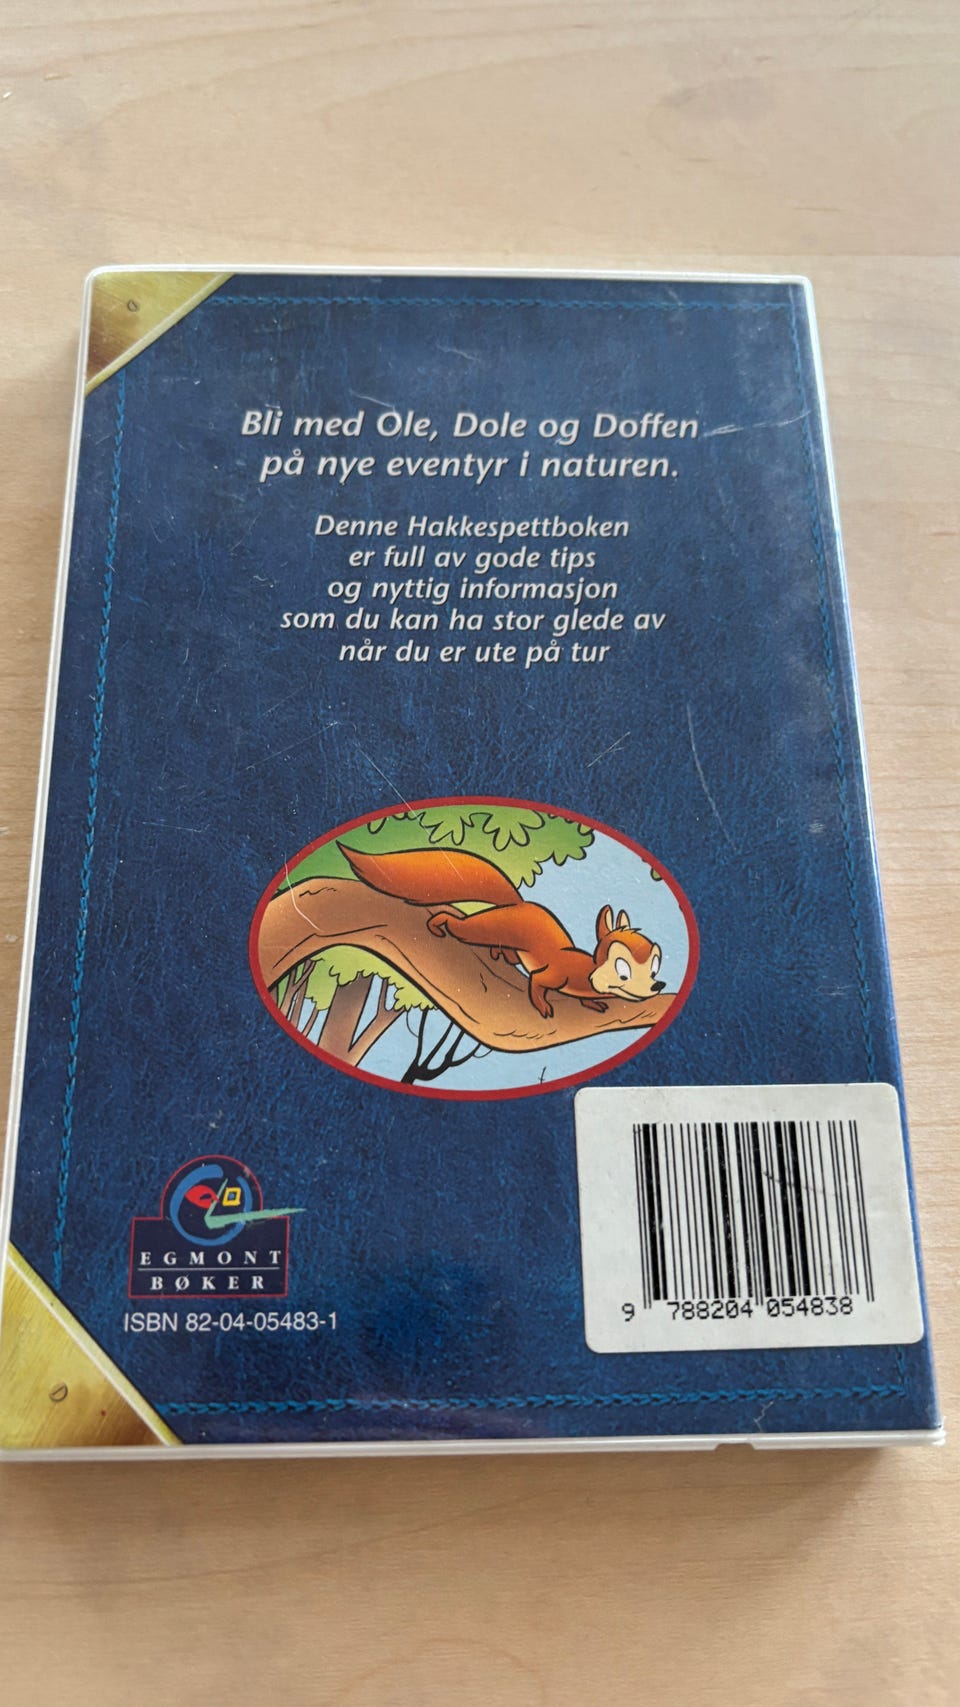 Bli med Ole, Dole og Doffen
på nye eventyr i naturen.
Denne Hakkespettboken
er full av gode tips
og nyttig informasjon
som du kan ha stor glede av
når du er ute på tur
EGMONT
BØKER
ISBN 82-04-05483-1
9 788204 054838